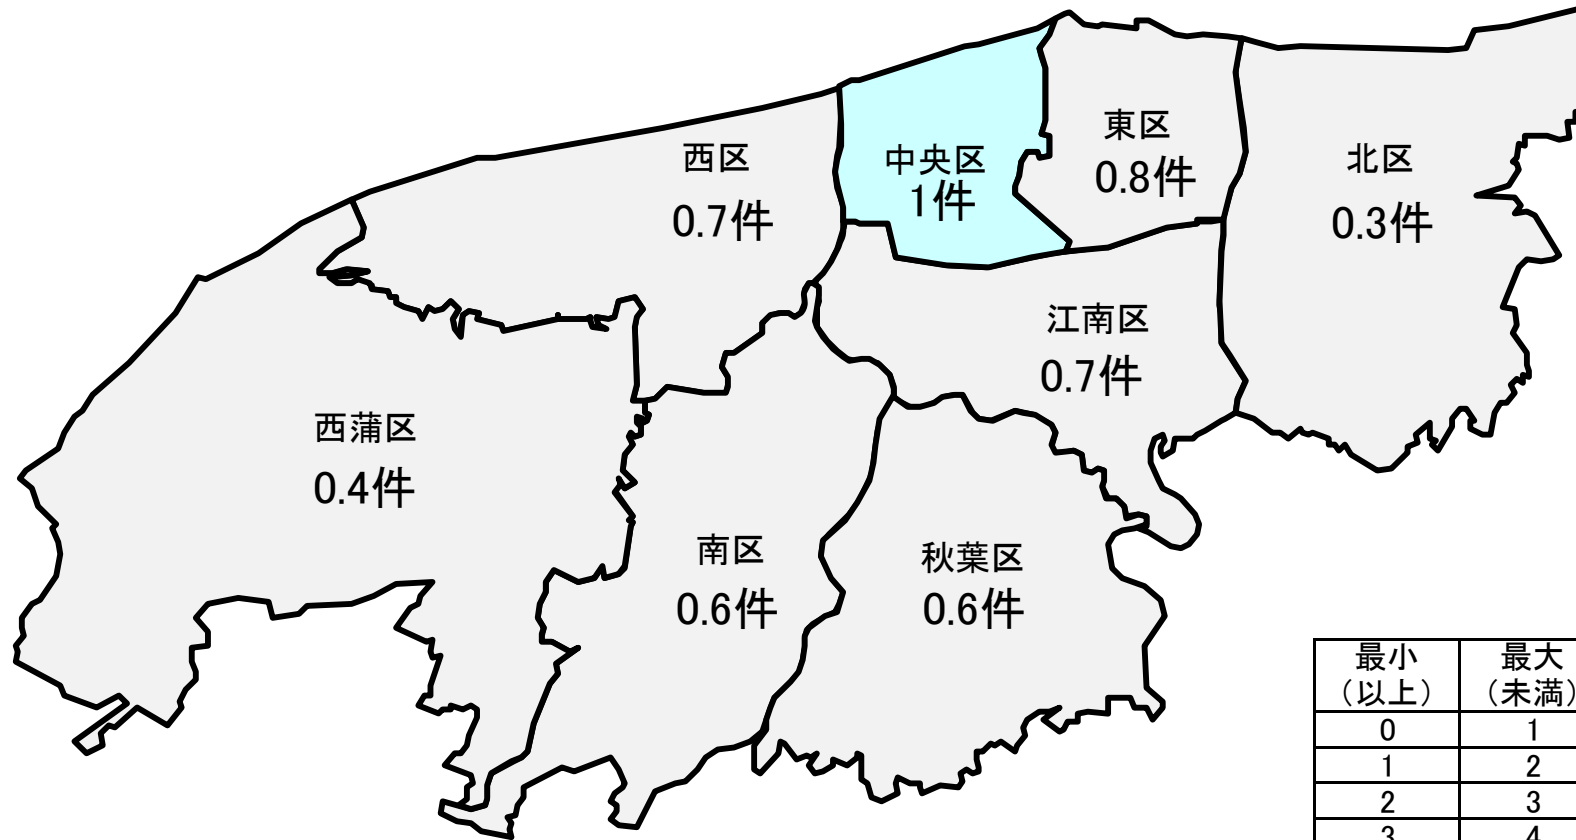 東区
0.8件
西区
0.7件
中央区
1件
北区
0.3件
江南区
0.7件
西蒲区
0.4件
南区
0.6件
秋葉区
0.6件
最小 最大
（以上） （未満）
0 1
1 2
2 3
3 4